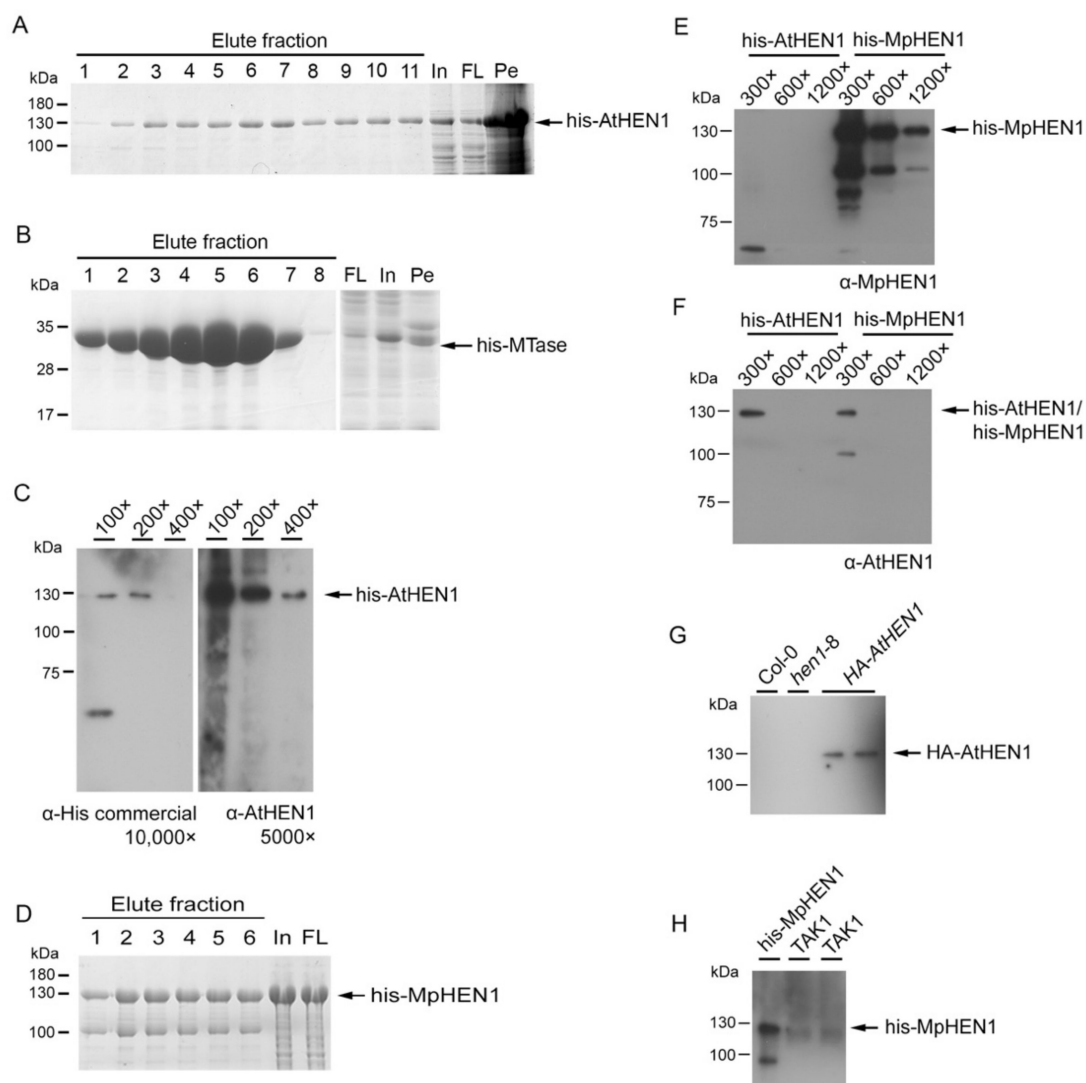 A
Elute fraction
kDa
1 2 3 4 5 6 7 8 9 10 11 In FL Pe
180
130
100
his-AtHEN1
B
Elute fraction
kDa
1 2 3 4 5 6 7 8 FL In Pe
35
28
17
his-MTase
C
kDa
100× 200× 400× 100× 200× 400×
130
100
75
his-AtHEN1
α-His commercial
10,000×
α-AtHEN1
5000×
D
Elute fraction
kDa
1 2 3 4 5 6 In FL
180
130
100
his-MpHEN1
E
his-AtHEN1 his-MpHEN1
kDa
300× 600× 1200× 300× 600× 1200×
130
100
75
his-MpHEN1
α-MpHEN1
F
his-AtHEN1 his-MpHEN1
kDa
300× 600× 1200× 300× 600× 1200×
130
100
75
his-AtHEN1/
his-MpHEN1
α-AtHEN1
G
kDa
Col-0 hen1-8 HA-AtHEN1
130
100
HA-AtHEN1
H
kDa
his-MpHEN1 TAK1 TAK1
130
100
his-MpHEN1